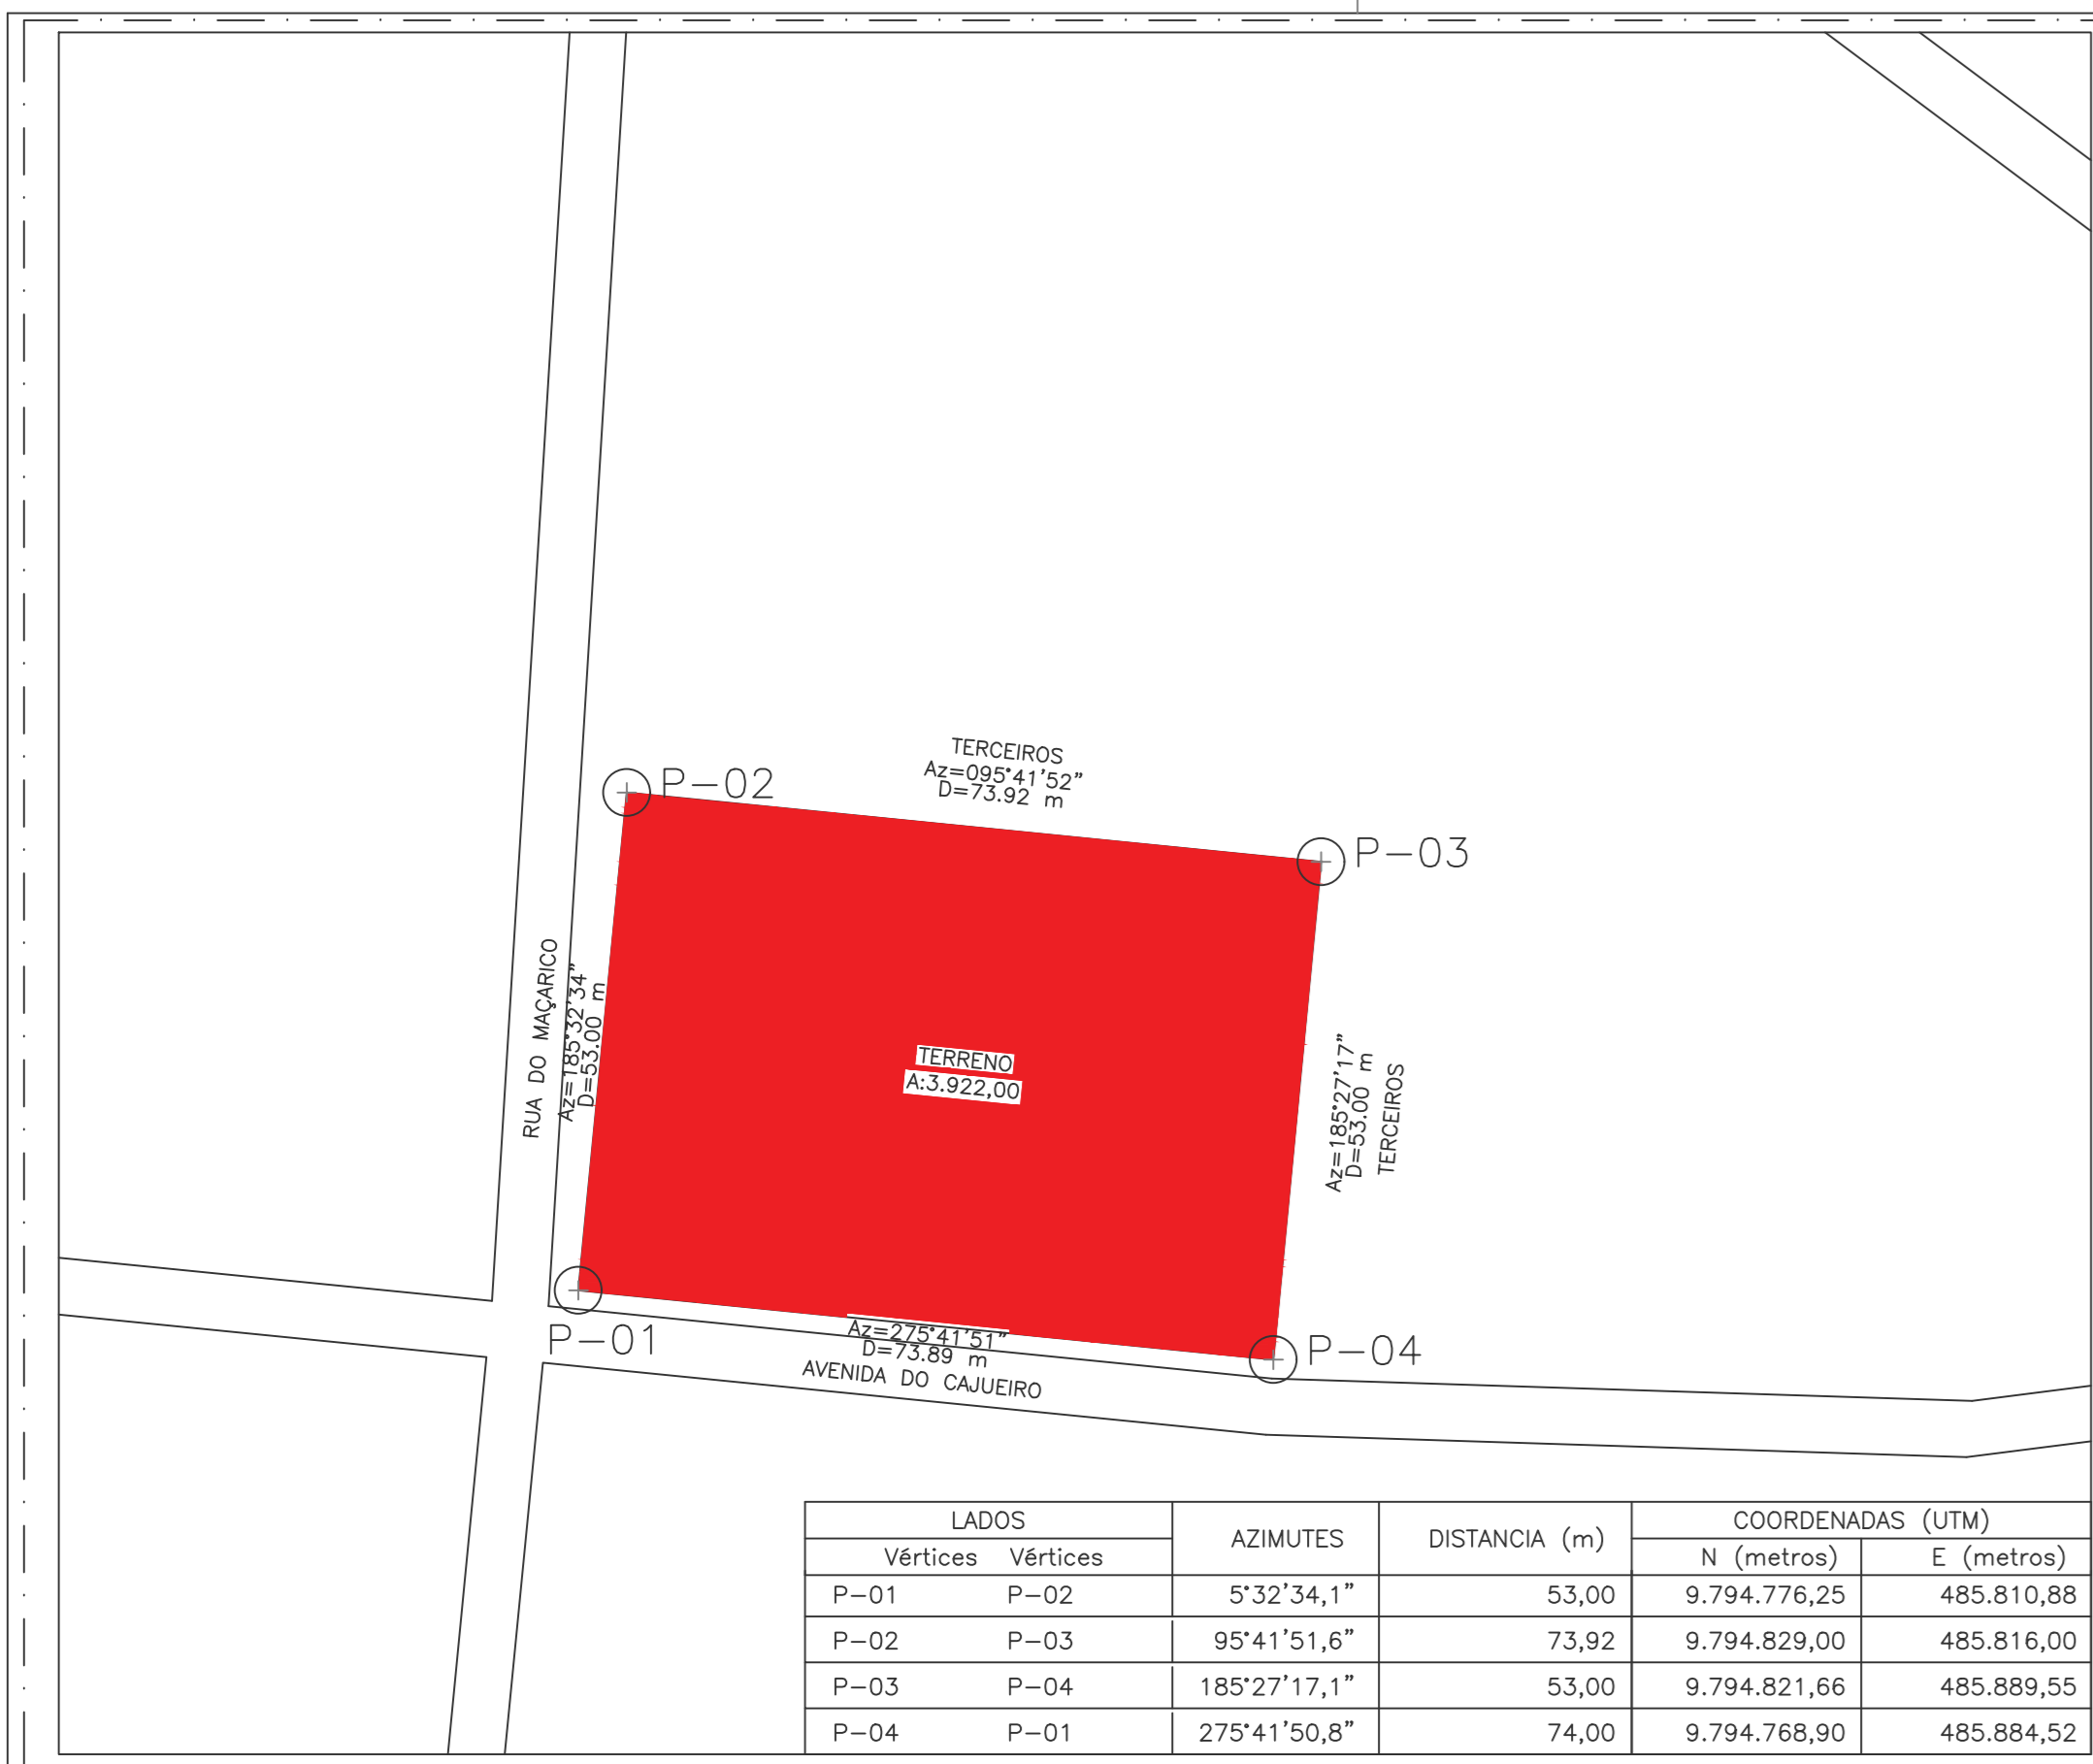 TERCEIROS
Az=095°41'52"
D=73.92 m
P-02
P-03
RUA DO MAÇARICO
Az=185°32'34"
D=53.00 m
TERRENO
A:3.922,00
Az=185°27'17"
D=53.00 m
TERCEIROS
P-01
Az=275°41'51"
D=73.89 m
AVENIDA DO CAJUEIRO
P-04
LADOS AZIMUTES DISTANCIA (m) COORDENADAS (UTM)
Vértices Vértices N (metros) E (metros)
P-01 P-02 5°32'34,1" 53,00 9.794.776,25 485.810,88
P-02 P-03 95°41'51,6" 73,92 9.794.829,00 485.816,00
P-03 P-04 185°27'17,1" 53,00 9.794.821,66 485.889,55
P-04 P-01 275°41'50,8" 74,00 9.794.768,90 485.884,52